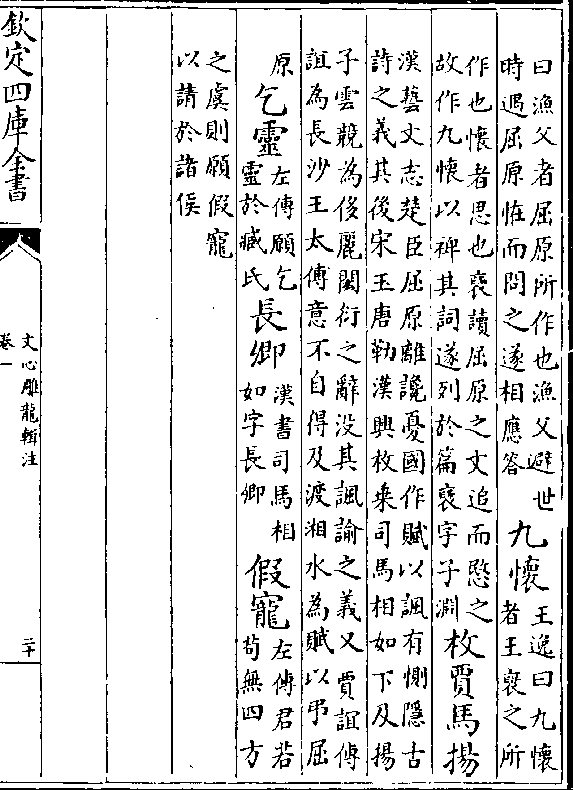 曰漁父者屈原所作也漁父避世
時遇屈原怪而問之遂相應答
九懷
王逸曰九懷
者王襃之所
作也懷者思也襃讀屈原之文追而愍之
故作九懷以裨其詞遂列於篇襃字子淵
枚賈馬揚
漢藝文志楚臣屈原離讒憂國作賦以諷有惻隱古
詩之義其後宋玉唐勒漢興枚乗司馬相如下及揚
子雲競為侈麗閎衍之辭没其諷諭之義又賈誼傳
誼為長沙王太傅意不自得及渡湘水為賦以弔屈
原
乞靈
左傳願乞
靈於臧氏
長卿
漢書司馬相
如字長卿
假寵
左傳君若
苟無四方
之虞則願假寵
以請於諸侯
欽定四庫全書
文心雕龍輯注
卷一
二十